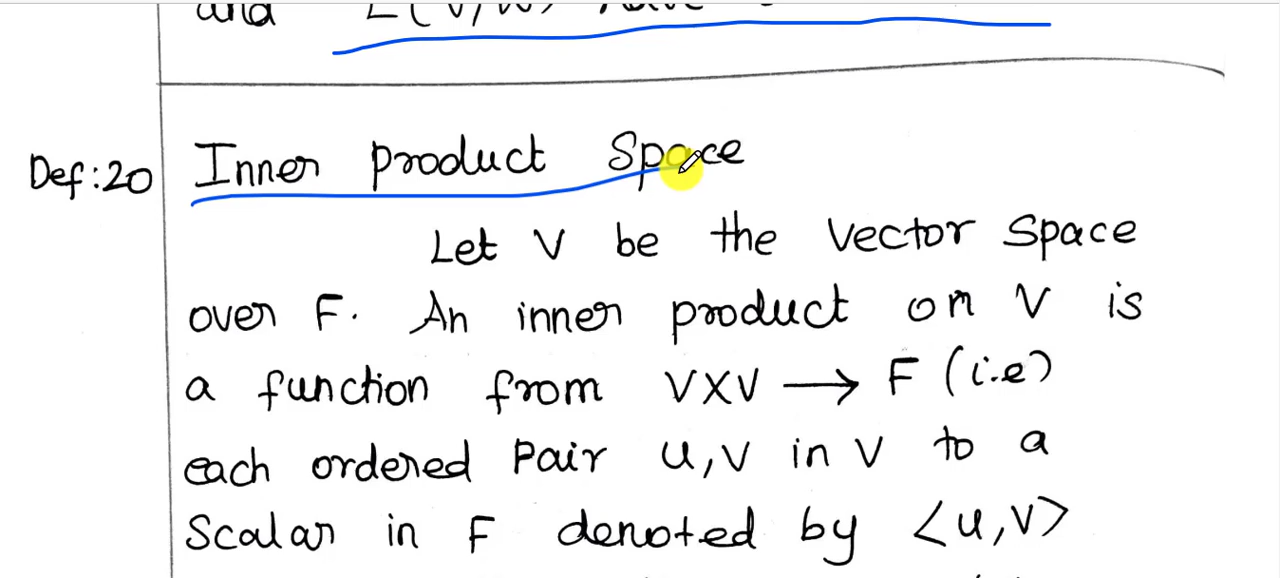 and
Def:20 Inner product Space
Let V be the vector Space
over F. An inner product on V is
a function from VXV → F (i.e)
each ordered Pair u,v in V to a
Scalar in F denoted by <u,v>